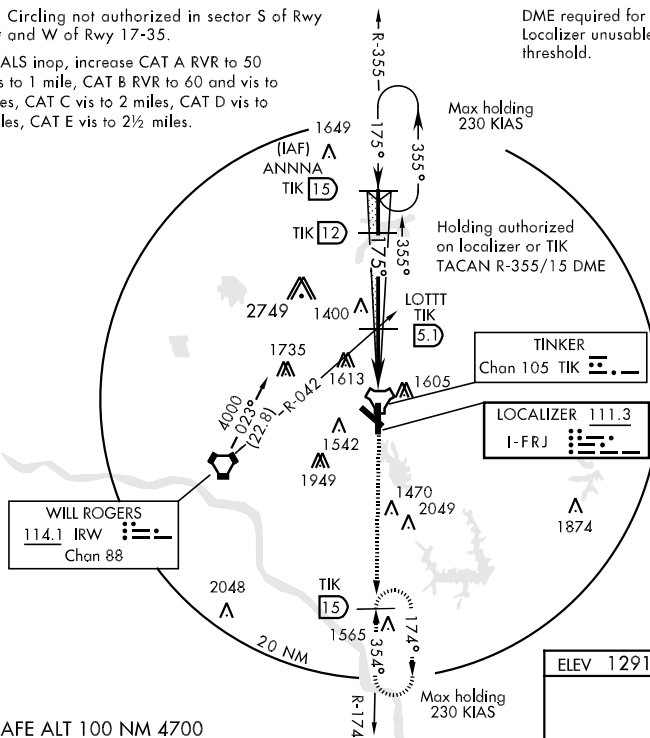 Circling not authorized in sector S of Rwy
and W of Rwy 17-35.
ALS inop, increase CAT A RVR to 50
to 1 mile, CAT B RVR to 60 and vis to
CAT C vis to 2 miles, CAT D vis to
CAT E vis to 2½ miles.
DME required for
Localizer unusable
threshold.
R-355
175°
355°
Max holding
230 KIAS
1649
(IAF)
ANNNA
TIK 15
TIK 12
175°
355°
Holding authorized
on localizer or TIK
TACAN R-355/15 DME
2749
1400
LOTTT
TIK
5.1
TINKER
Chan 105 TIK
1735
1613
1605
4000
023°
(22.8)
R-042
LOCALIZER 111.3
I-FRJ
1542
1949
WILL ROGERS
114.1 IRW
Chan 88
1470
2049
1874
2048
TIK
15
1565
354°
174°
20 NM
Max holding
230 KIAS
R-174
ELEV 1291
AFE ALT 100 NM 4700